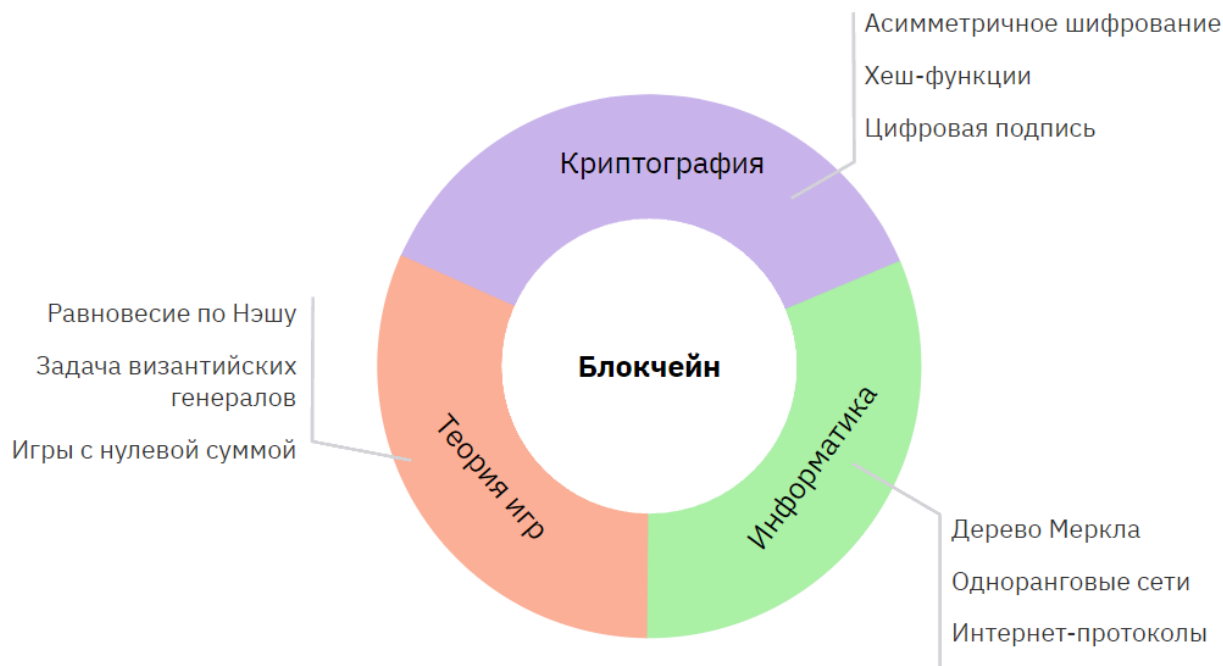 Асимметричное шифрование
Хеш-функции
Цифровая подпись
Криптография
Равновесие по Нэшу
Задача византийских
генералов
Игры с нулевой суммой
Блокчейн
Теория игр
Информатика
Дерево Меркла
Одноранговые сети
Интернет-протоколы